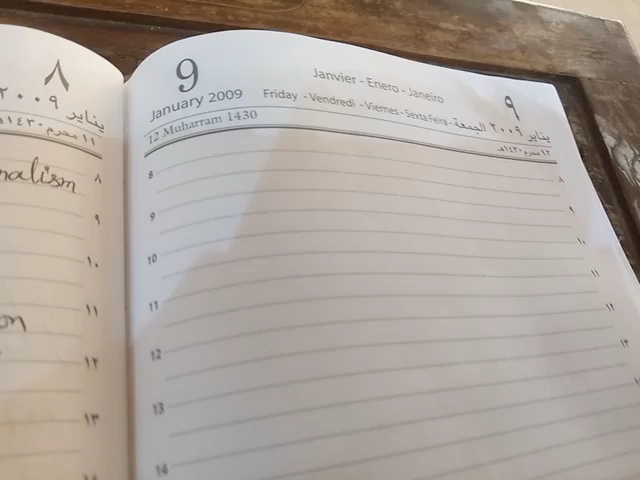 ٨
يناير ٢٠٠٩
١١ محرم ١٤٣٠هـ
nalism
٨
٩
١٠
١١
on
١٢
١٣
9
January 2009
Janvier - Enero - Janeiro
Friday - Vendredi - Viernes - Sexta Feira - الجمعة
٩
يناير ٢٠٠٩
12 Muharram 1430
١٢ محرم ١٤٣٠هـ
8 ٨
9 ٩
10 ١٠
11 ١١
12 ١٢
13 ١٣
14